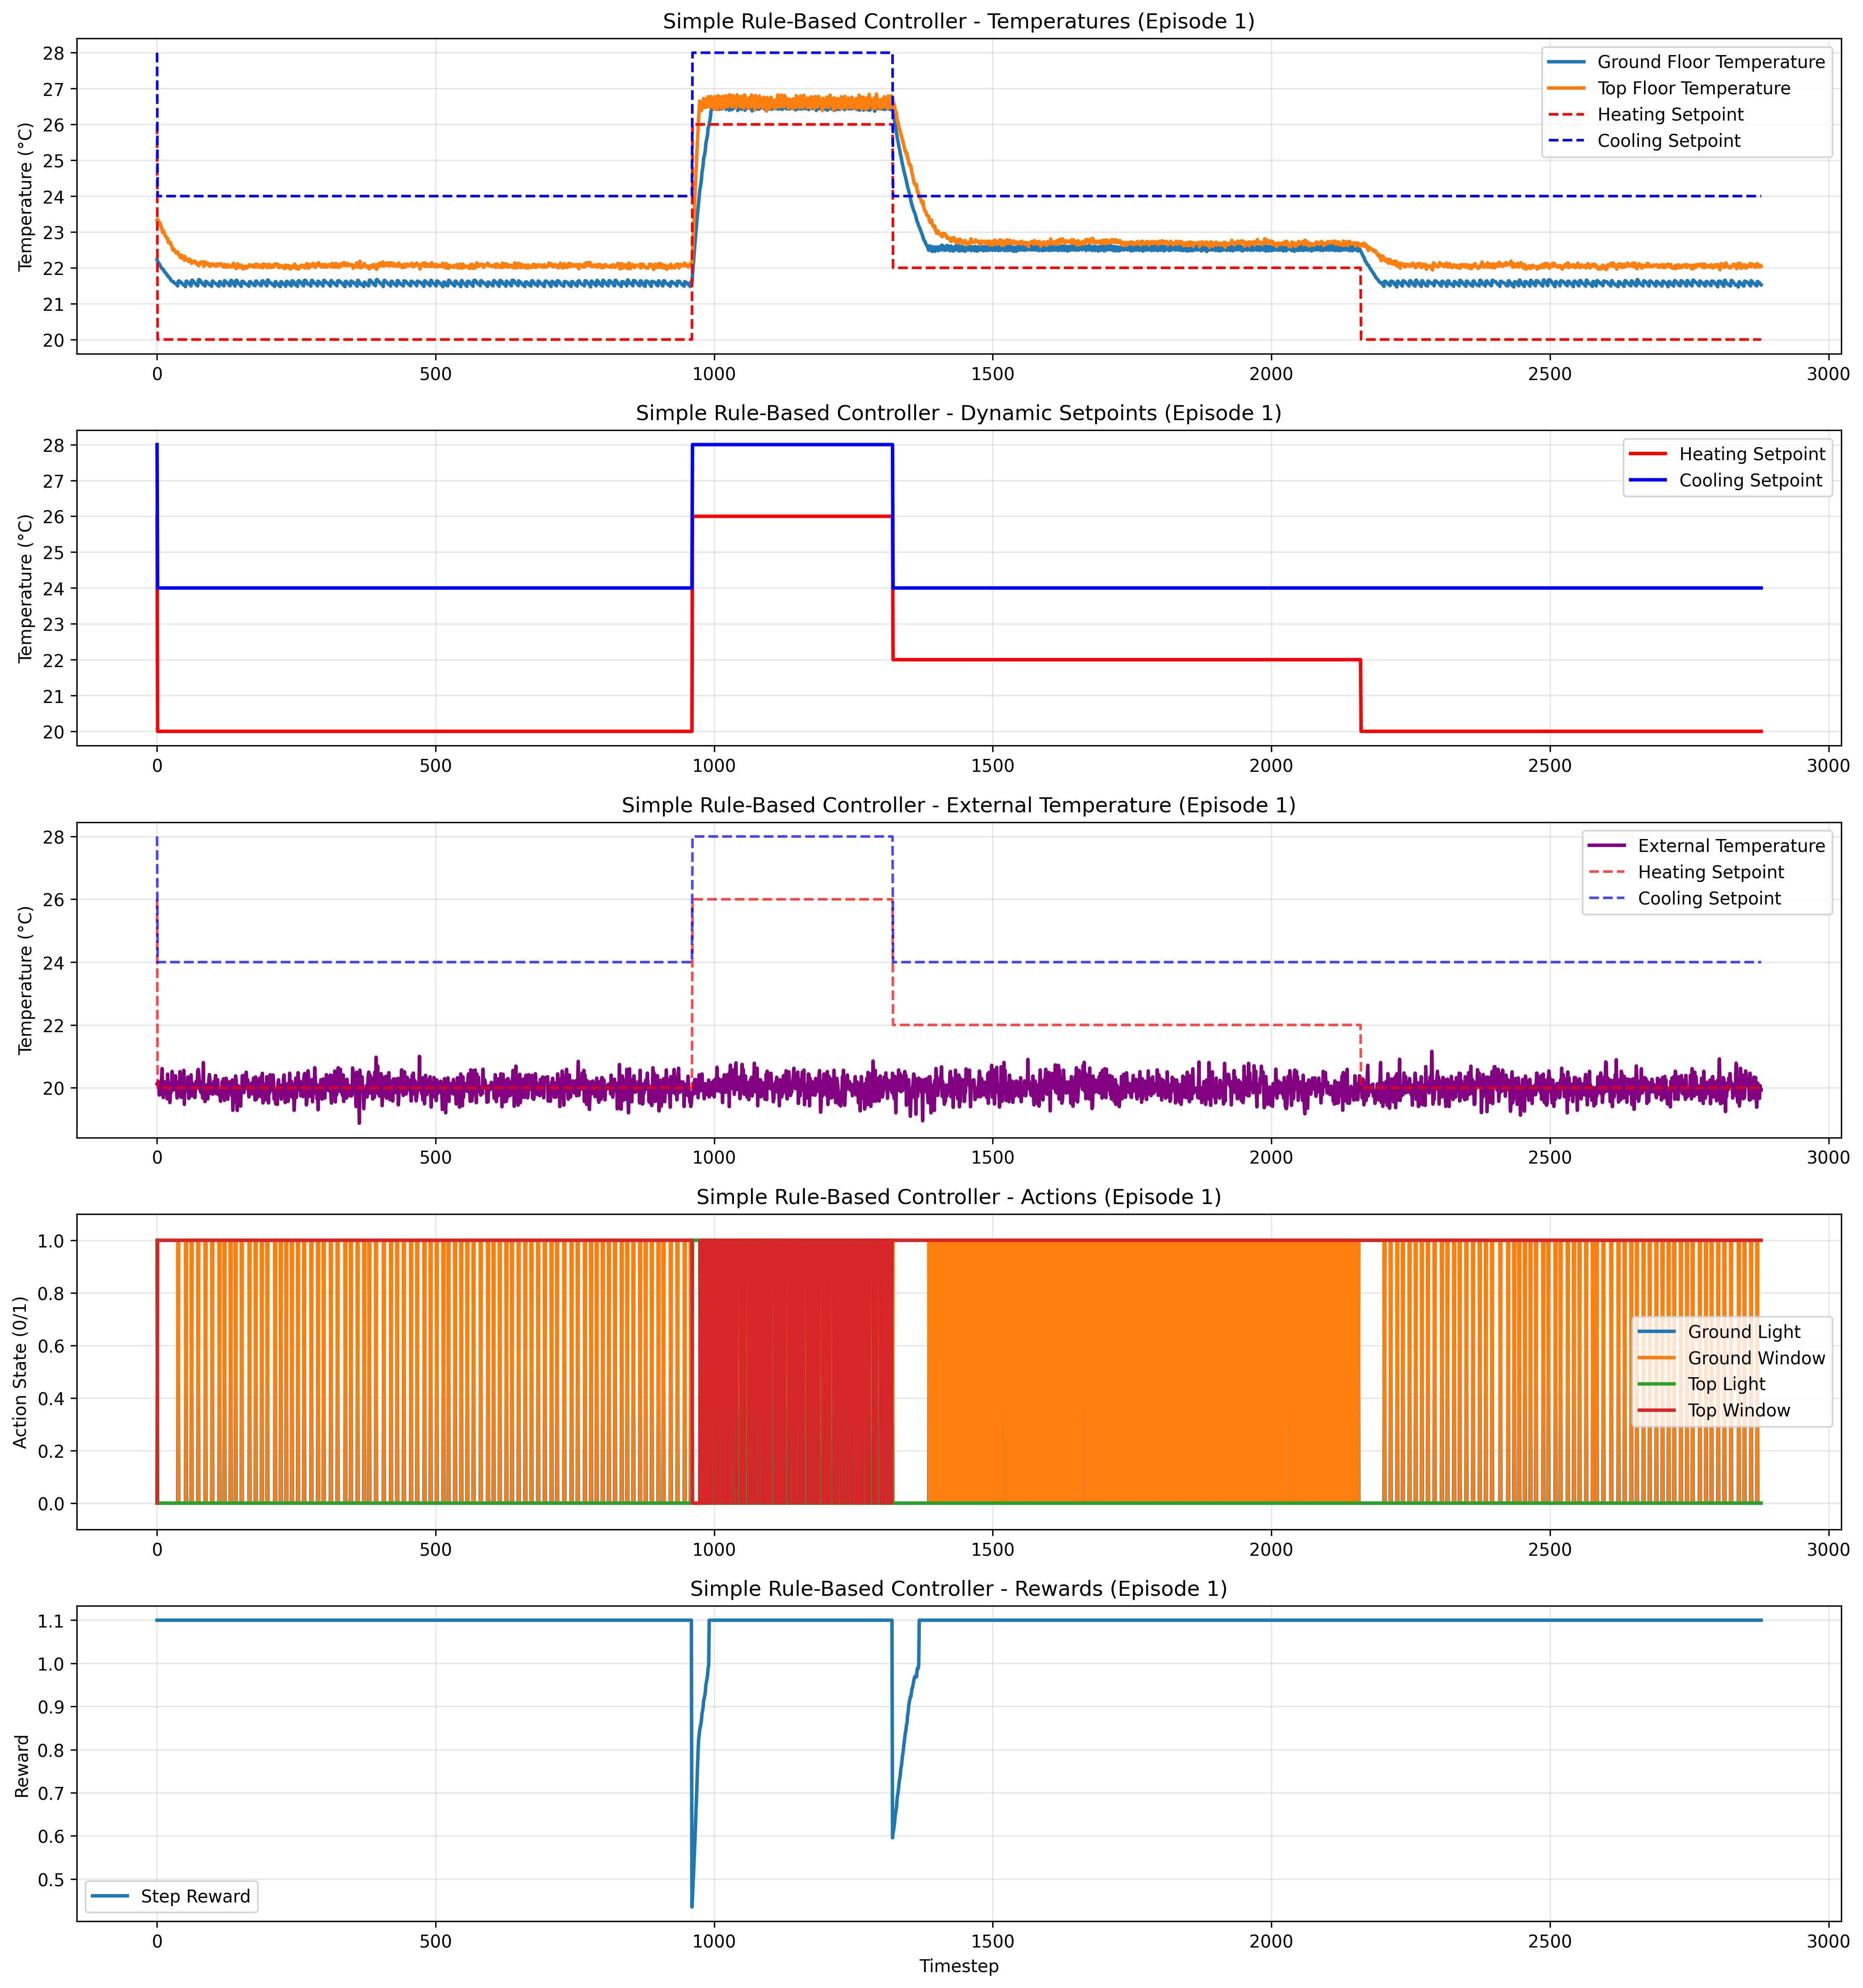 Simple Rule-Based Controller - Temperatures (Episode 1)
Temperature (°C)
28
27
26
25
24
23
22
21
20
Ground Floor Temperature
Top Floor Temperature
Heating Setpoint
Cooling Setpoint
0 500 1000 1500 2000 2500 3000
Simple Rule-Based Controller - Dynamic Setpoints (Episode 1)
Temperature (°C)
28
27
26
25
24
23
22
21
20
Heating Setpoint
Cooling Setpoint
0 500 1000 1500 2000 2500 3000
Simple Rule-Based Controller - External Temperature (Episode 1)
Temperature (°C)
28
26
24
22
20
External Temperature
Heating Setpoint
Cooling Setpoint
0 500 1000 1500 2000 2500 3000
Simple Rule-Based Controller - Actions (Episode 1)
Action State (0/1)
1.0
0.8
0.6
0.4
0.2
0.0
Ground Light
Ground Window
Top Light
Top Window
0 500 1000 1500 2000 2500 3000
Simple Rule-Based Controller - Rewards (Episode 1)
Reward
1.1
1.0
0.9
0.8
0.7
0.6
0.5
Step Reward
0 500 1000 1500 2000 2500 3000
Timestep